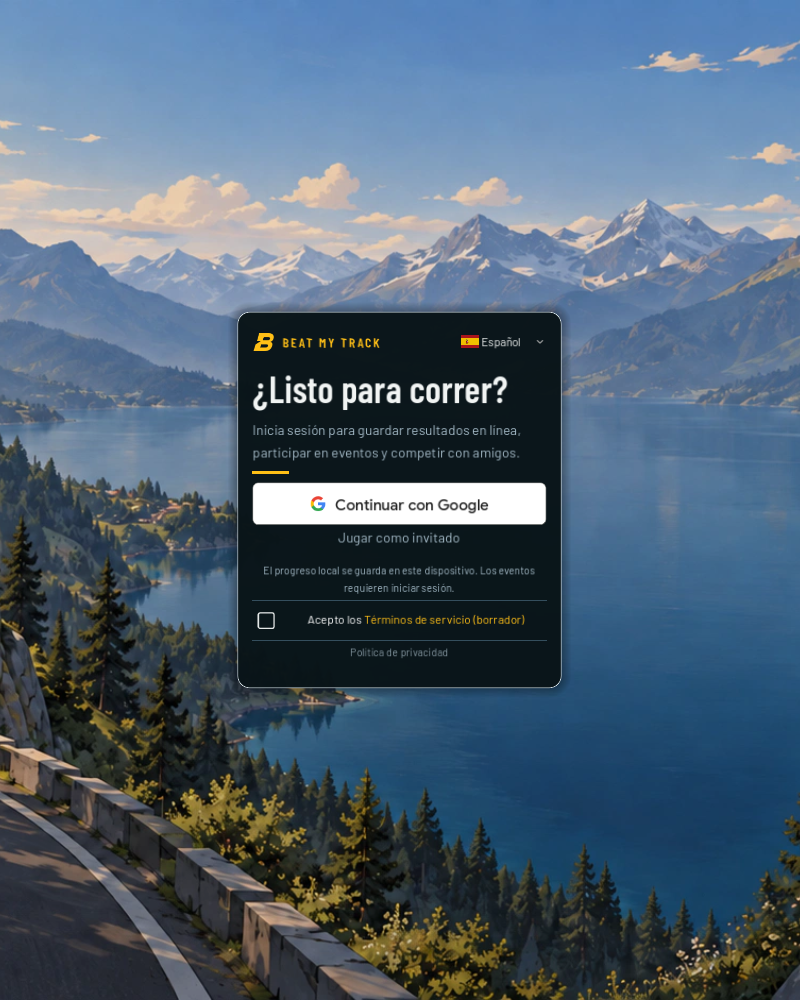 BEAT MY TRACK
Español
¿Listo para correr?
Inicia sesión para guardar resultados en línea,
participar en eventos y competir con amigos.
Continuar con Google
Jugar como invitado
El progreso local se guarda en este dispositivo. Los eventos
requieren iniciar sesión.
Acepto los Términos de servicio (borrador)
Política de privacidad